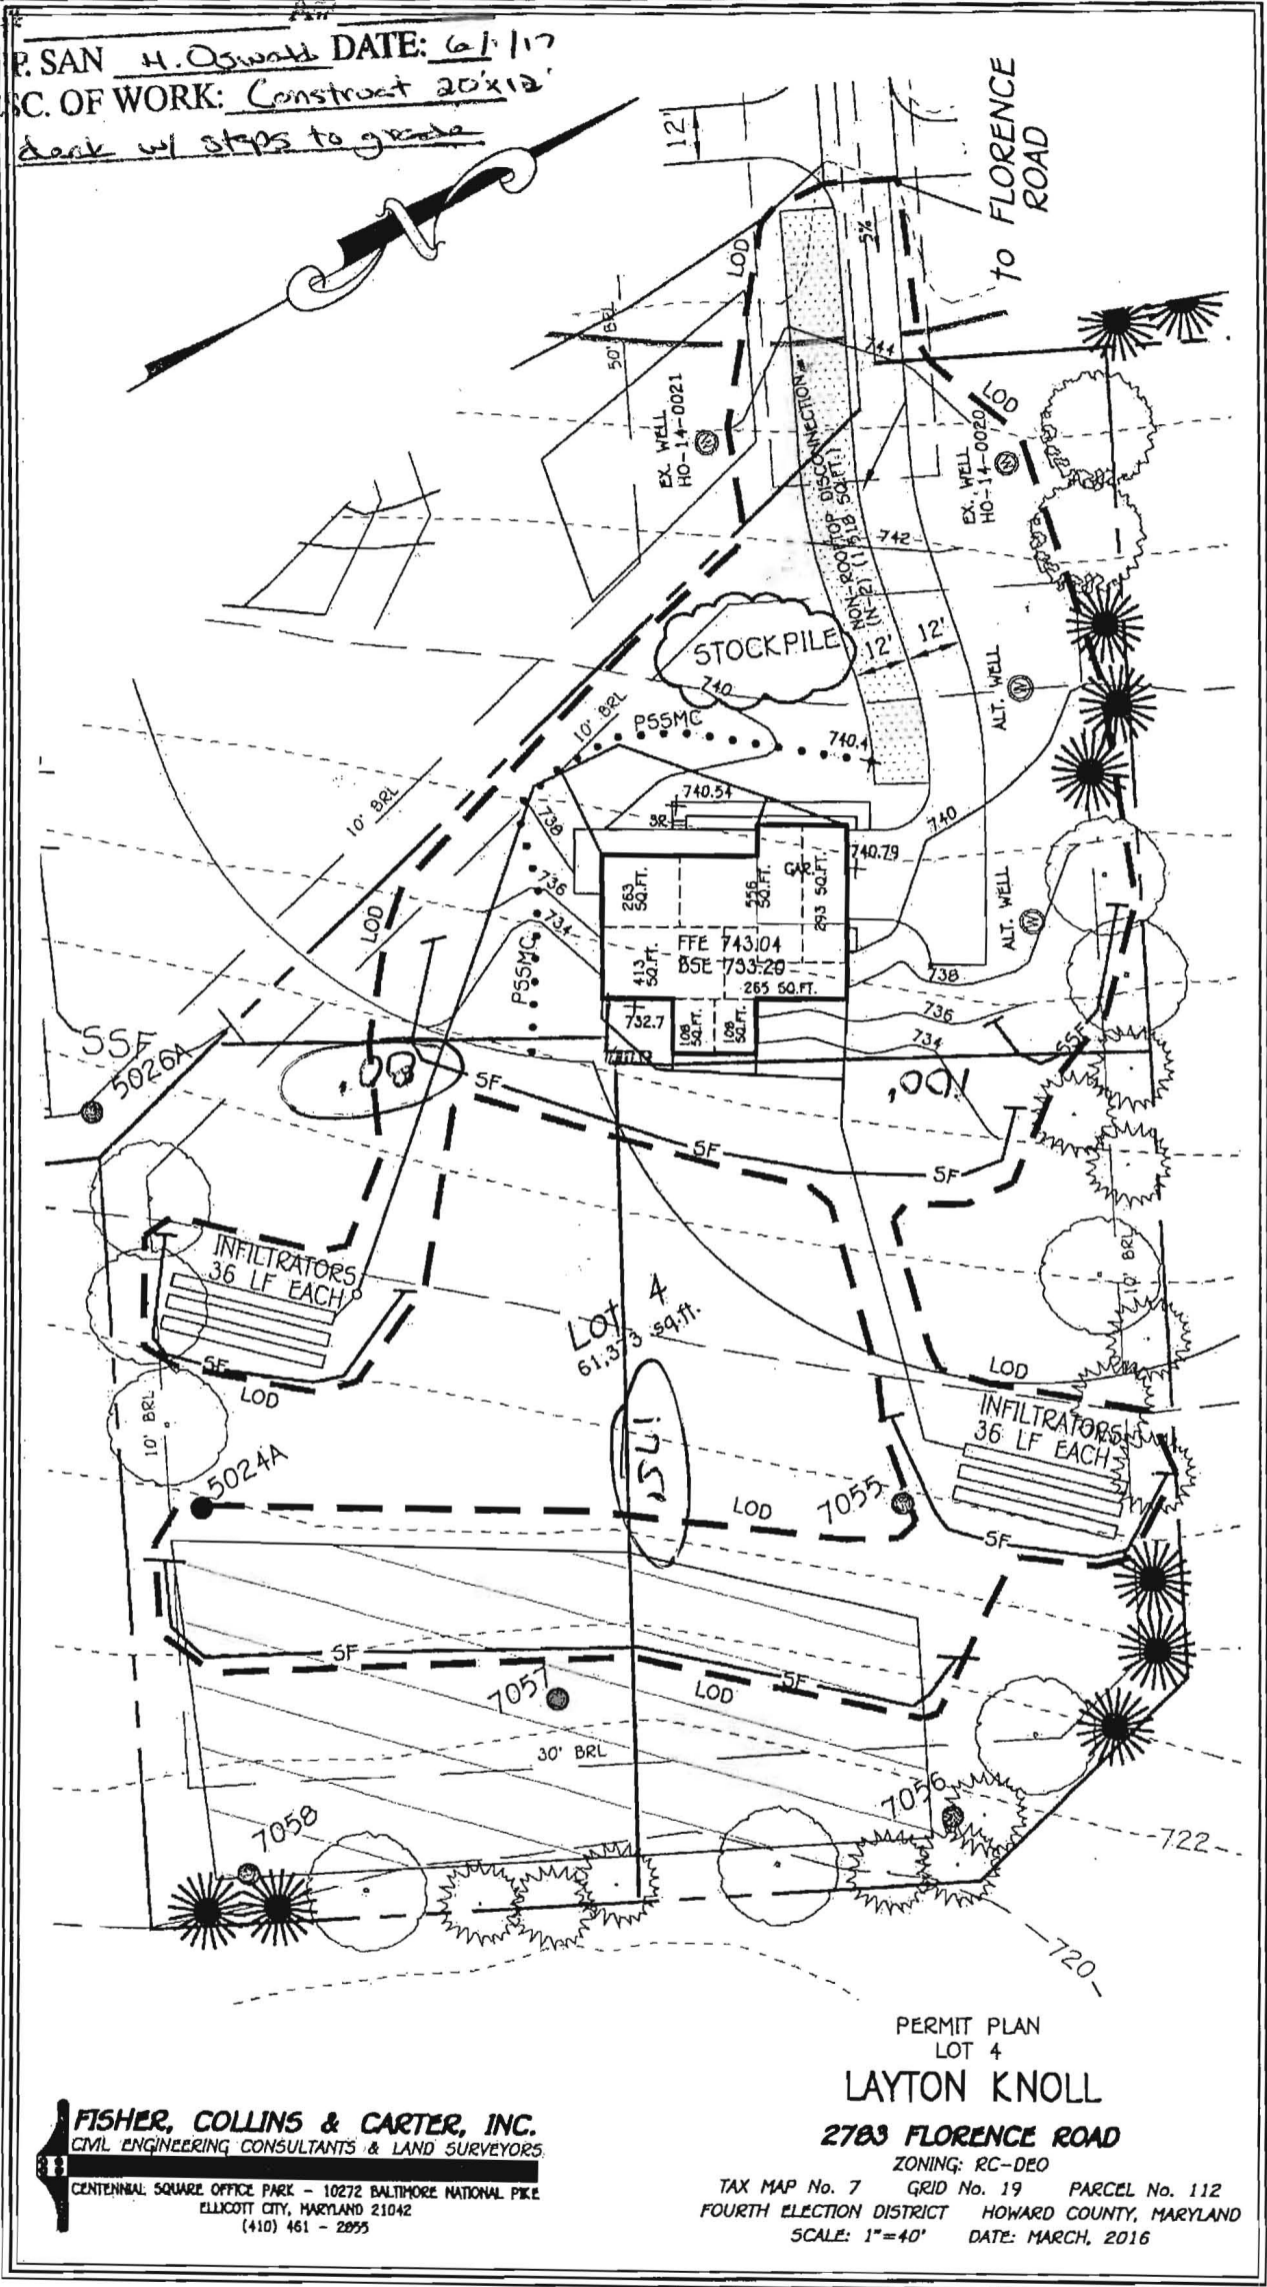 P. SAN H. Oswald DATE: 6/1/17
SC. OF WORK: Construct 20'x12'
deck w/ steps to grade
to FLORENCE
ROAD
12'
LOD
5%
50' BRL
744
LOD
EX. WELL
HO-14-0021
EX. WELL
HO-14-0020
NON-ROOFTOP DISCONNECTION
(N-2) (1,518 SQ.FT.)
742
STOCKPILE
12'
12'
740
ALT. WELL
10' BRL
PSSMC
740.4
10' BRL
738
740.54
740
740.79
736
734
263
SQ.FT.
556
SQ.FT.
GAR.
293 SQ.FT.
ALT. WELL
LOD
PSSMC
FFE 743.04
BSE 733.20
413
SQ.FT.
265 SQ.FT.
738
736
734
732.7
108
SQ.FT.
108
SQ.FT.
SSF
SSF
5026A
80'
100'
SF
SF
SF
INFILTRATORS
36 LF EACH
10' BRL
LOT 4
61,373 sq.ft.
SF
LOD
LOD
10' BRL
INFILTRATORS
36 LF EACH
175'
5024A
LOD
7055
SF
SF
7057
LOD
SF
30' BRL
7056
7058
722
720
PERMIT PLAN
LOT 4
LAYTON KNOLL
2783 FLORENCE ROAD
ZONING: RC-DEO
TAX MAP No. 7 GRID No. 19 PARCEL No. 112
FOURTH ELECTION DISTRICT HOWARD COUNTY, MARYLAND
SCALE: 1"=40' DATE: MARCH, 2016
FISHER, COLLINS & CARTER, INC.
CIVIL ENGINEERING CONSULTANTS & LAND SURVEYORS
CENTENNIAL SQUARE OFFICE PARK - 10272 BALTIMORE NATIONAL PIKE
ELLICOTT CITY, MARYLAND 21042
(410) 461 - 2855